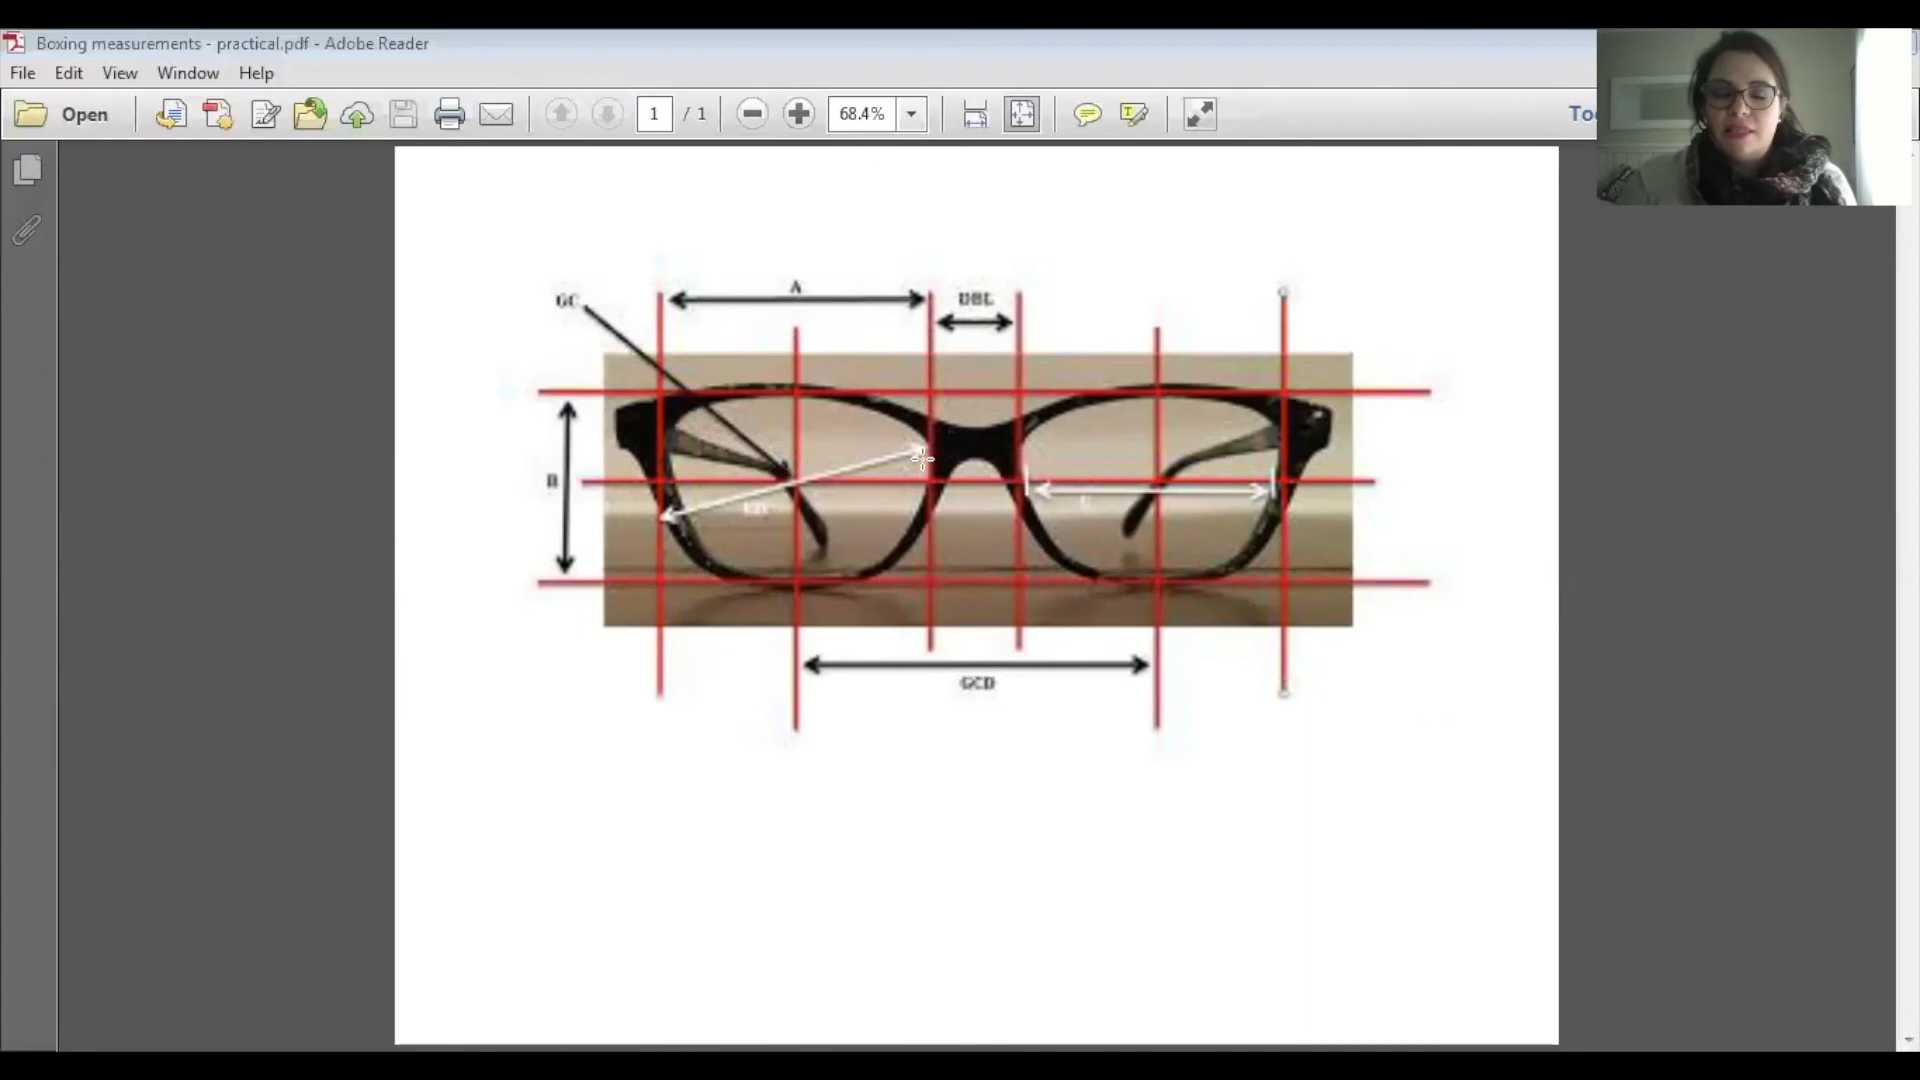 Boxing measurements - practical.pdf - Adobe Reader
File Edit View Window Help
Open 1 / 1 68.4%
A
GC
DBL
B
ED
GCD